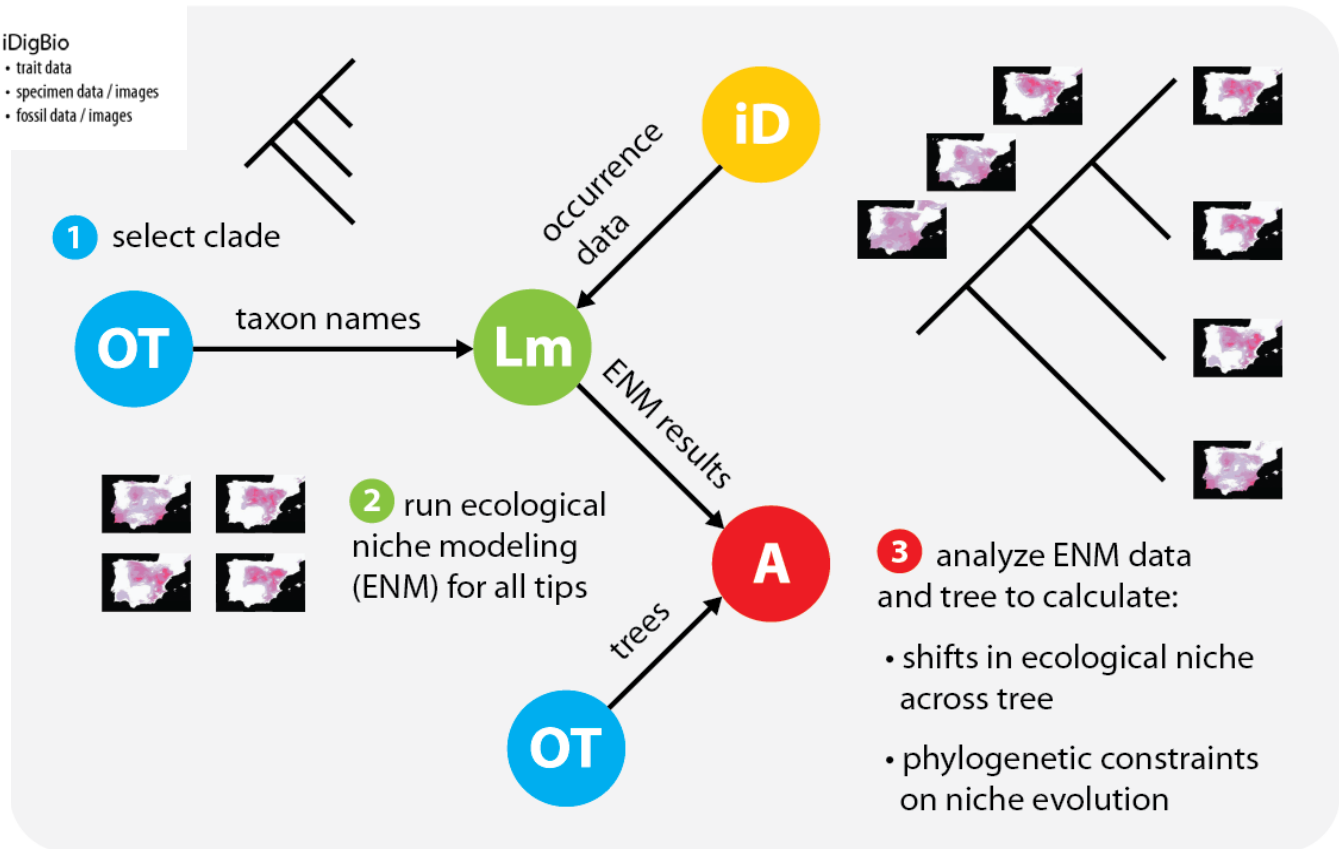 iDigBio
• trait data
• specimen data / images
• fossil data / images
iD
occurrence
data
1 select clade
OT
taxon names
Lm
ENM results
2 run ecological
niche modeling
(ENM) for all tips
A
trees
OT
3 analyze ENM data
and tree to calculate:
• shifts in ecological niche
across tree
• phylogenetic constraints
on niche evolution